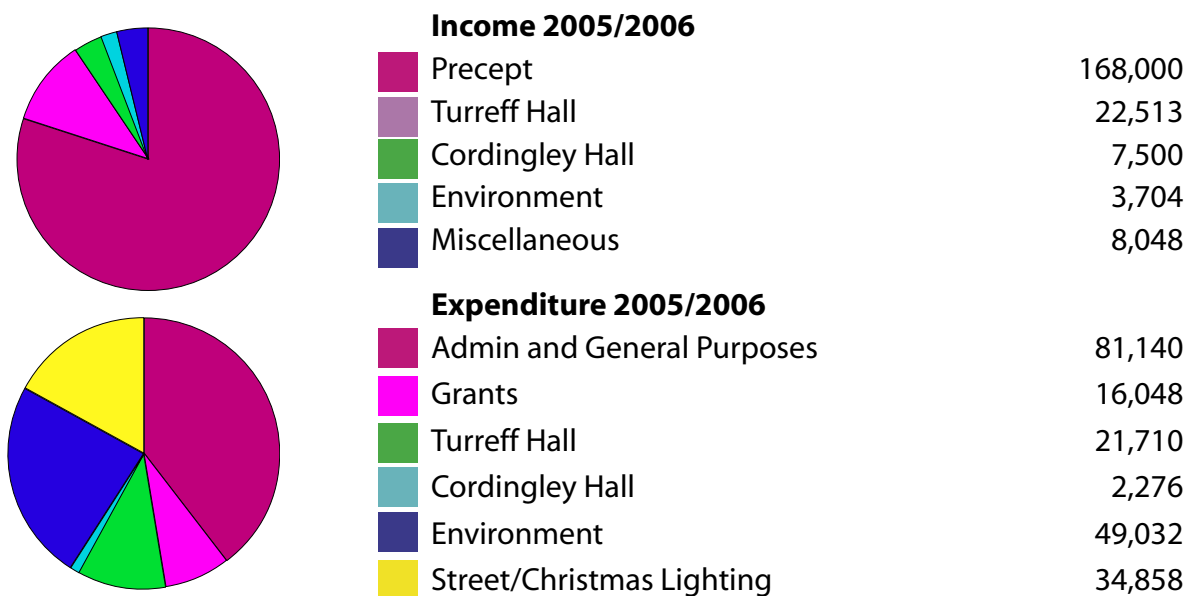 Income 2005/2006
Precept 168,000
Turreff Hall 22,513
Cordingley Hall 7,500
Environment 3,704
Miscellaneous 8,048
Expenditure 2005/2006
Admin and General Purposes 81,140
Grants 16,048
Turreff Hall 21,710
Cordingley Hall 2,276
Environment 49,032
Street/Christmas Lighting 34,858